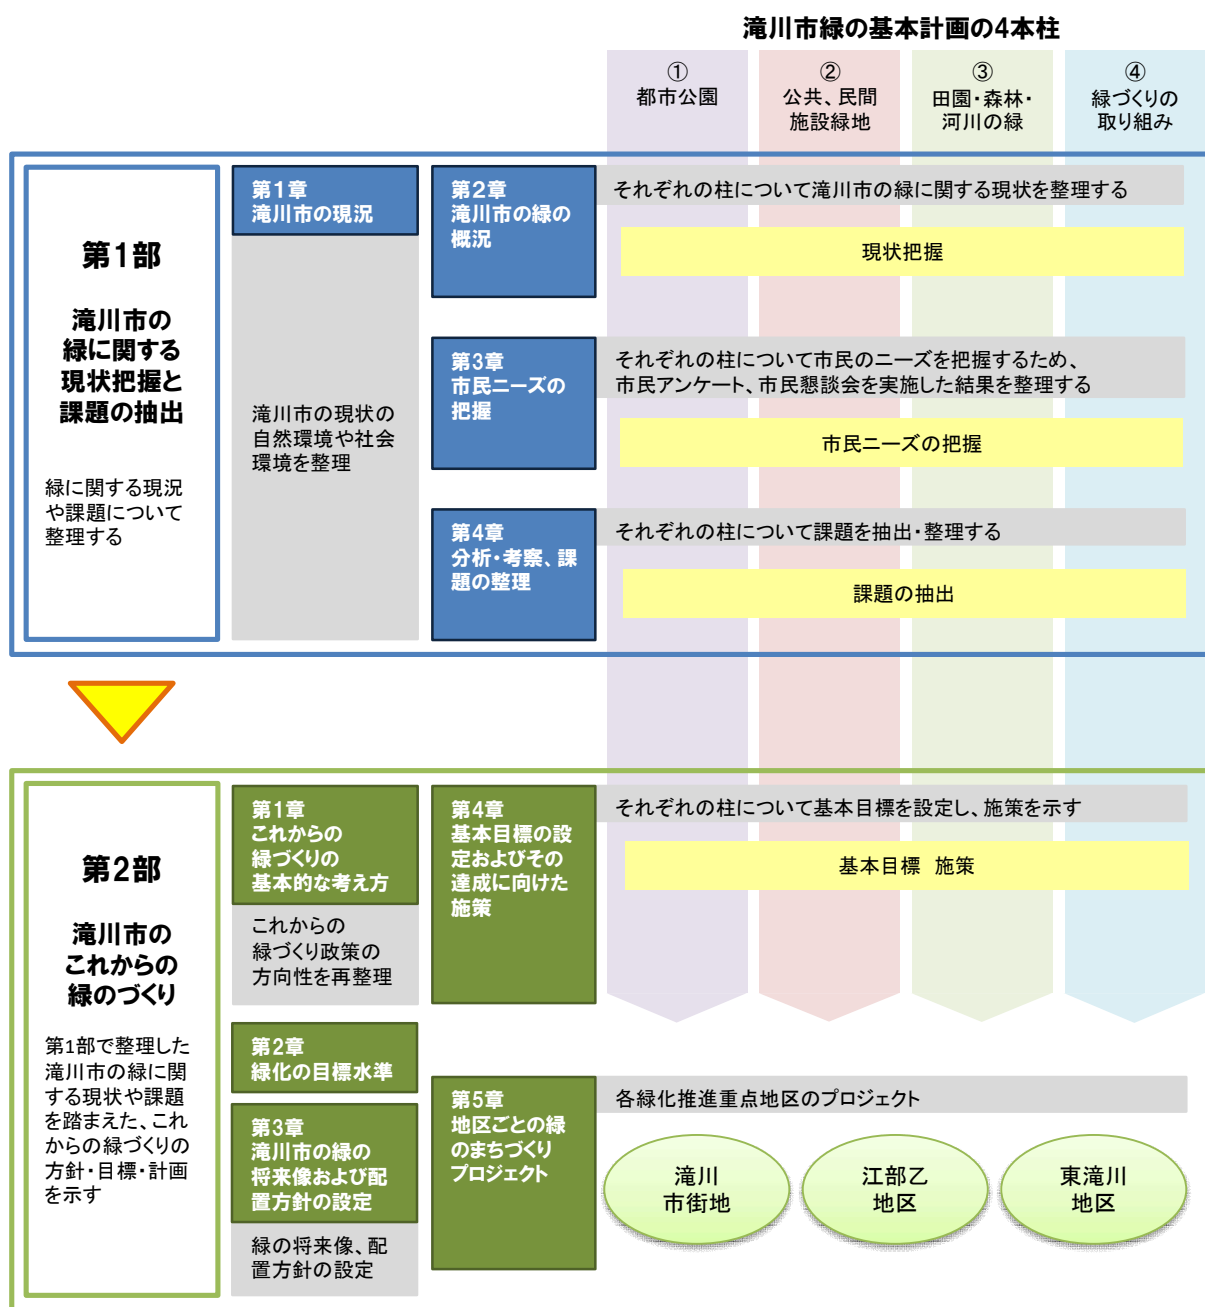 滝川市緑の基本計画の4本柱
①
都市公園
②
公共、民間
施設緑地
③
田園・森林・
河川の緑
④
緑づくりの
取り組み
第1部
滝川市の
緑に関する
現状把握と
課題の抽出
緑に関する現況
や課題について
整理する
第1章
滝川市の現況
滝川市の現状の
自然環境や社会
環境を整理
第2章
滝川市の緑の
概況
それぞれの柱について滝川市の緑に関する現状を整理する
現状把握
第3章
市民ニーズの
把握
それぞれの柱について市民のニーズを把握するため、
市民アンケート、市民懇談会を実施した結果を整理する
市民ニーズの把握
第4章
分析・考察、課
題の整理
それぞれの柱について課題を抽出・整理する
課題の抽出
第2部
滝川市の
これからの
緑のづくり
第1部で整理した
滝川市の緑に関
する現状や課題
を踏まえた、これ
からの緑づくりの
方針・目標・計画
を示す
第1章
これからの
緑づくりの
基本的な考え方
これからの
緑づくり政策の
方向性を再整理
第2章
緑化の目標水準
第3章
滝川市の緑の
将来像および配
置方針の設定
緑の将来像、配
置方針の設定
第4章
基本目標の設
定およびその
達成に向けた
施策
それぞれの柱について基本目標を設定し、施策を示す
基本目標 施策
第5章
地区ごとの緑
のまちづくり
プロジェクト
各緑化推進重点地区のプロジェクト
滝川
市街地
江部乙
地区
東滝川
地区